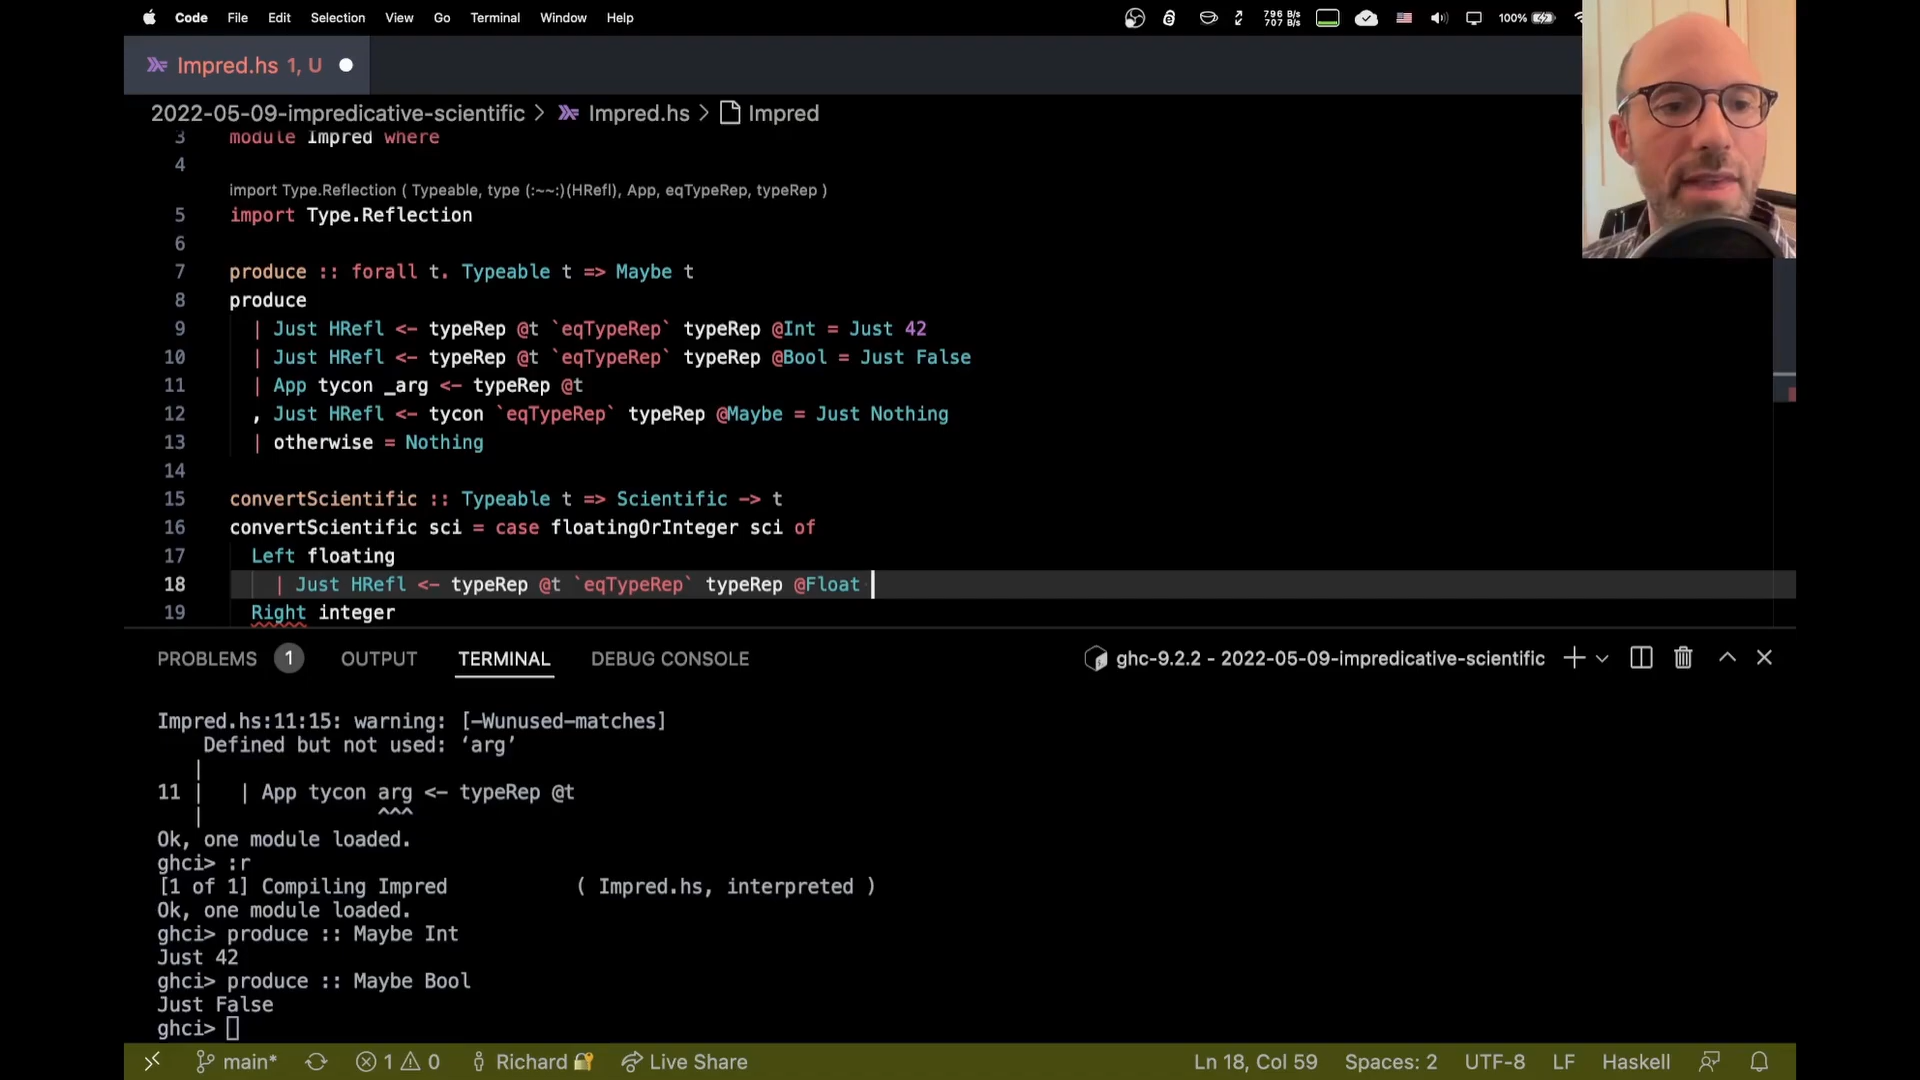 Code File Edit Selection View Go Terminal Window Help 796 B/s 707 B/s 100%
Impred.hs 1, U
2022-05-09-impredicative-scientific > Impred.hs > Impred
3 module Impred where
4
import Type.Reflection ( Typeable, type (:~~:)(HRefl), App, eqTypeRep, typeRep )
5 import Type.Reflection
6
7 produce :: forall t. Typeable t => Maybe t
8 produce
9 | Just HRefl <- typeRep @t `eqTypeRep` typeRep @Int = Just 42
10 | Just HRefl <- typeRep @t `eqTypeRep` typeRep @Bool = Just False
11 | App tycon _arg <- typeRep @t
12 , Just HRefl <- tycon `eqTypeRep` typeRep @Maybe = Just Nothing
13 | otherwise = Nothing
14
15 convertScientific :: Typeable t => Scientific -> t
16 convertScientific sci = case floatingOrInteger sci of
17 Left floating
18 | Just HRefl <- typeRep @t `eqTypeRep` typeRep @Float
19 Right integer
PROBLEMS 1 OUTPUT TERMINAL DEBUG CONSOLE ghc-9.2.2 - 2022-05-09-impredicative-scientific
Impred.hs:11:15: warning: [-Wunused-matches]
Defined but not used: ‘arg’
|
11 | | App tycon arg <- typeRep @t
| ^^^
Ok, one module loaded.
ghci> :r
[1 of 1] Compiling Impred ( Impred.hs, interpreted )
Ok, one module loaded.
ghci> produce :: Maybe Int
Just 42
ghci> produce :: Maybe Bool
Just False
ghci>
main* 1 0 Richard Live Share Ln 18, Col 59 Spaces: 2 UTF-8 LF Haskell